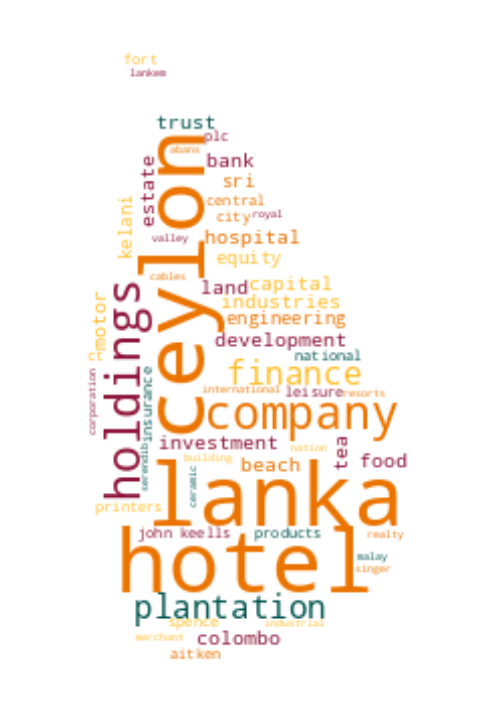 fort
lankem
trust
plc
abans
bank
estate
ceylon
sri
central
kelani
city
royal
valley
hospital
equity
cables
holdings
land
capital
motor
industries
engineering
c
development
national
finance
corporation
insurance
international
leisure
resorts
company
investment
tea
nation
serendib
building
beach
food
ceramic
lanka
printers
john keells
products
realty
hotel
malay
singer
plantation
spence
industrial
merchant
colombo
aitken